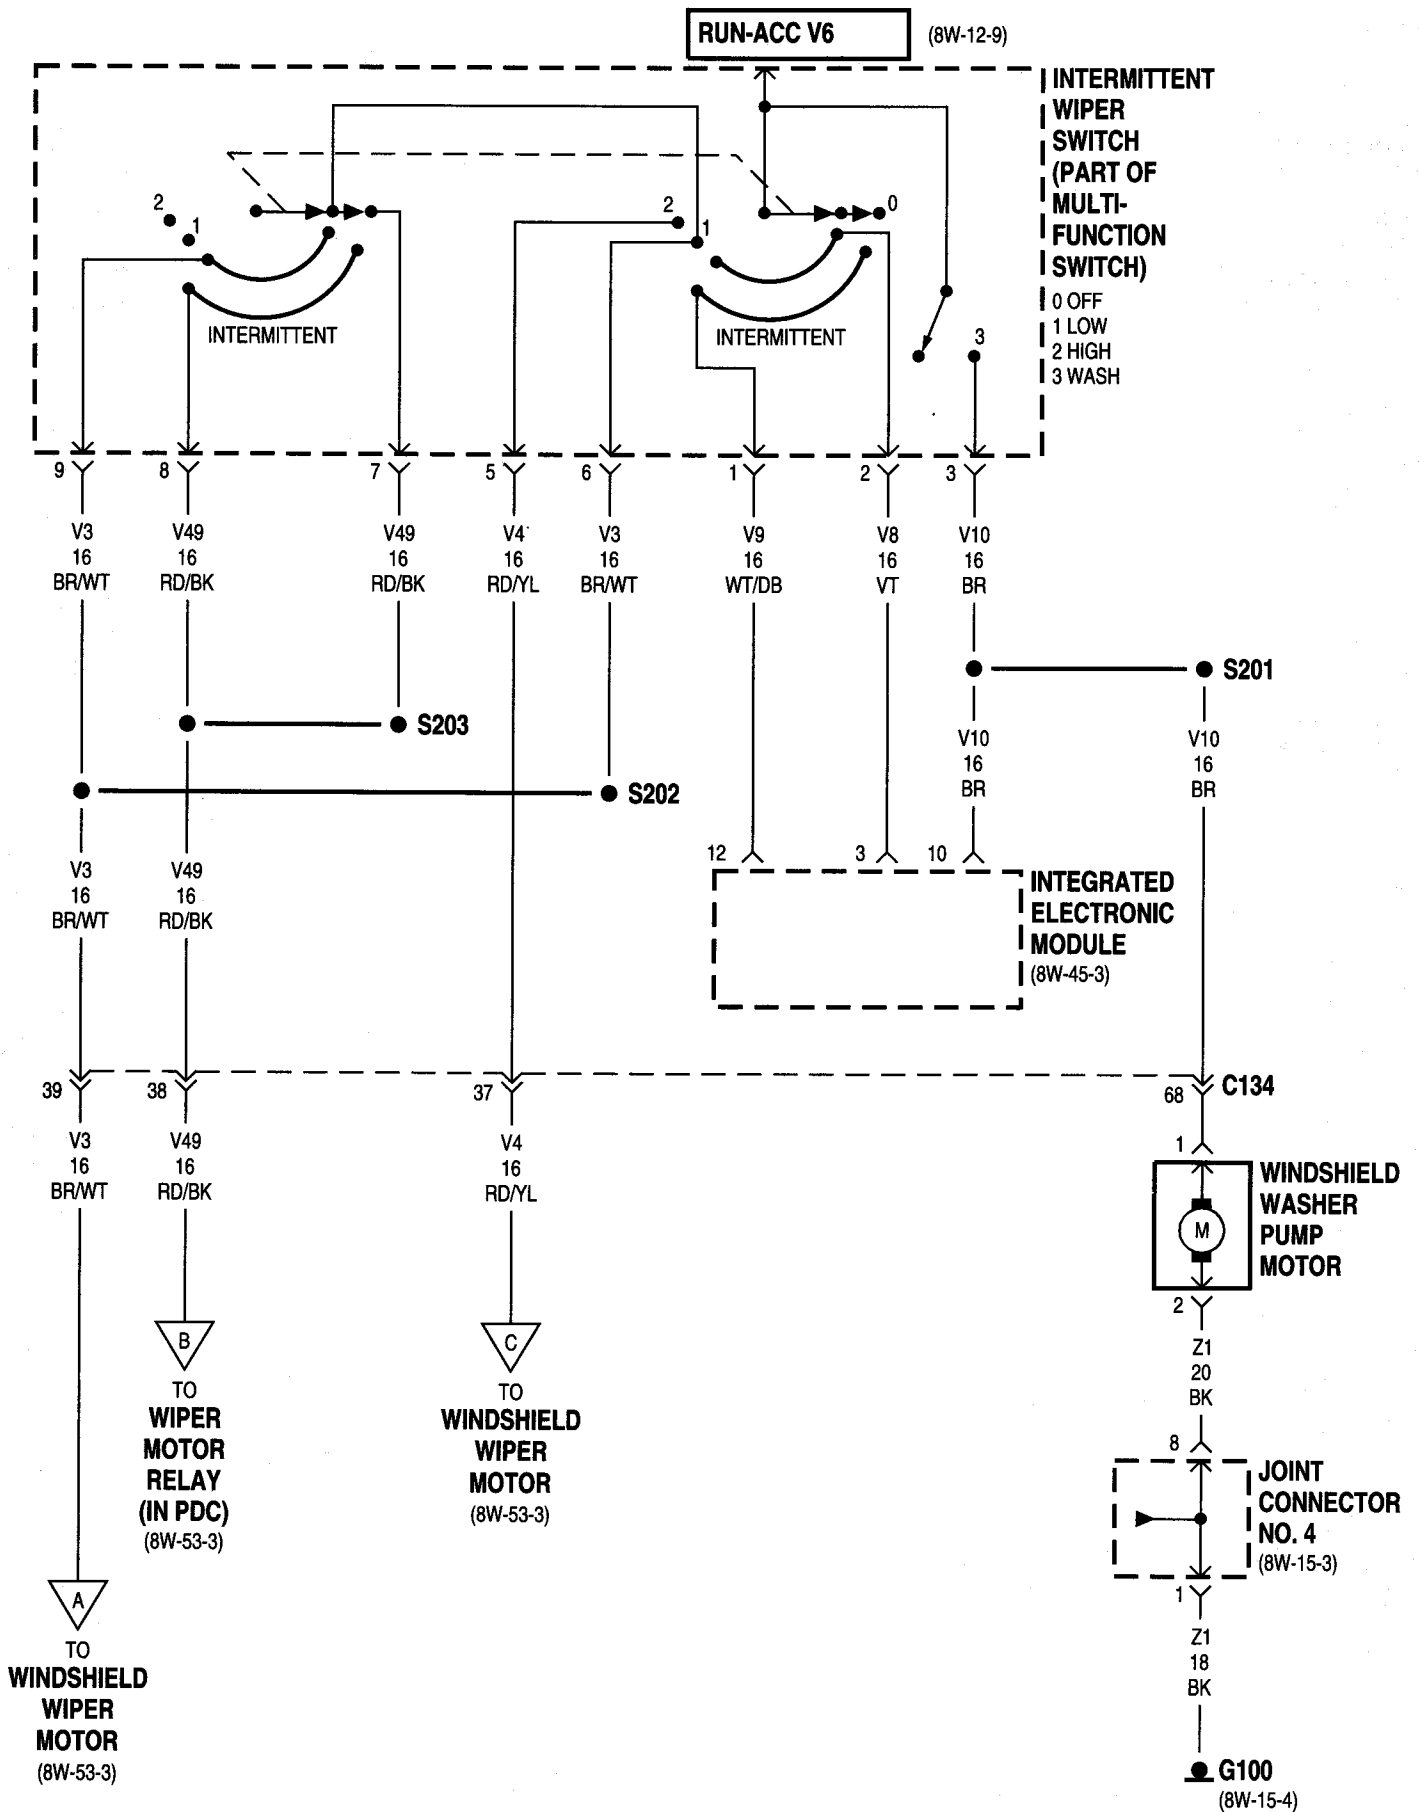 RUN-ACC V6
(8W-12-9)
INTERMITTENT
WIPER
SWITCH
(PART OF
MULTI-
FUNCTION
SWITCH)
0 OFF
1 LOW
2 HIGH
3 WASH
2
1
2
1
0
3
INTERMITTENT
INTERMITTENT
9
8
7
5
6
1
2
3
V3
16
BR/WT
V49
16
RD/BK
V49
16
RD/BK
V4
16
RD/YL
V3
16
BR/WT
V9
16
WT/DB
V8
16
VT
V10
16
BR
S201
S203
S202
V10
16
BR
V10
16
BR
V3
16
BR/WT
V49
16
RD/BK
12
3
10
INTEGRATED
ELECTRONIC
MODULE
(8W-45-3)
39
38
37
68
C134
V3
16
BR/WT
V49
16
RD/BK
V4
16
RD/YL
1
WINDSHIELD
WASHER
PUMP
MOTOR
M
2
Z1
20
BK
B
TO
WIPER
MOTOR
RELAY
(IN PDC)
(8W-53-3)
C
TO
WINDSHIELD
WIPER
MOTOR
(8W-53-3)
8
JOINT
CONNECTOR
NO. 4
(8W-15-3)
1
Z1
18
BK
A
TO
WINDSHIELD
WIPER
MOTOR
(8W-53-3)
G100
(8W-15-4)